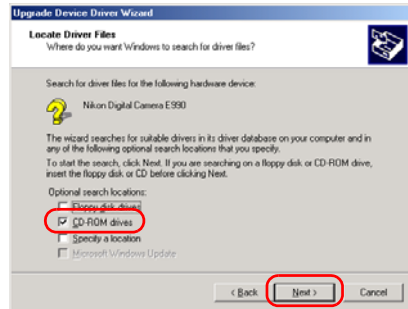 Upgrade Device Driver Wizard
Locate Driver Files
Where do you want Windows to search for driver files?
Search for driver files for the following hardware device:
Nikon Digital Camera E990
The wizard searches for suitable drivers in its driver database on your computer and in
any of the following optional search locations that you specify.
To start the search, click Next. If you are searching on a floppy disk or CD-ROM drive,
insert the floppy disk or CD before clicking Next.
Optional search locations:
Floppy disk drives
CD-ROM drives
Specify a location
Microsoft Windows Update
< Back Next > Cancel